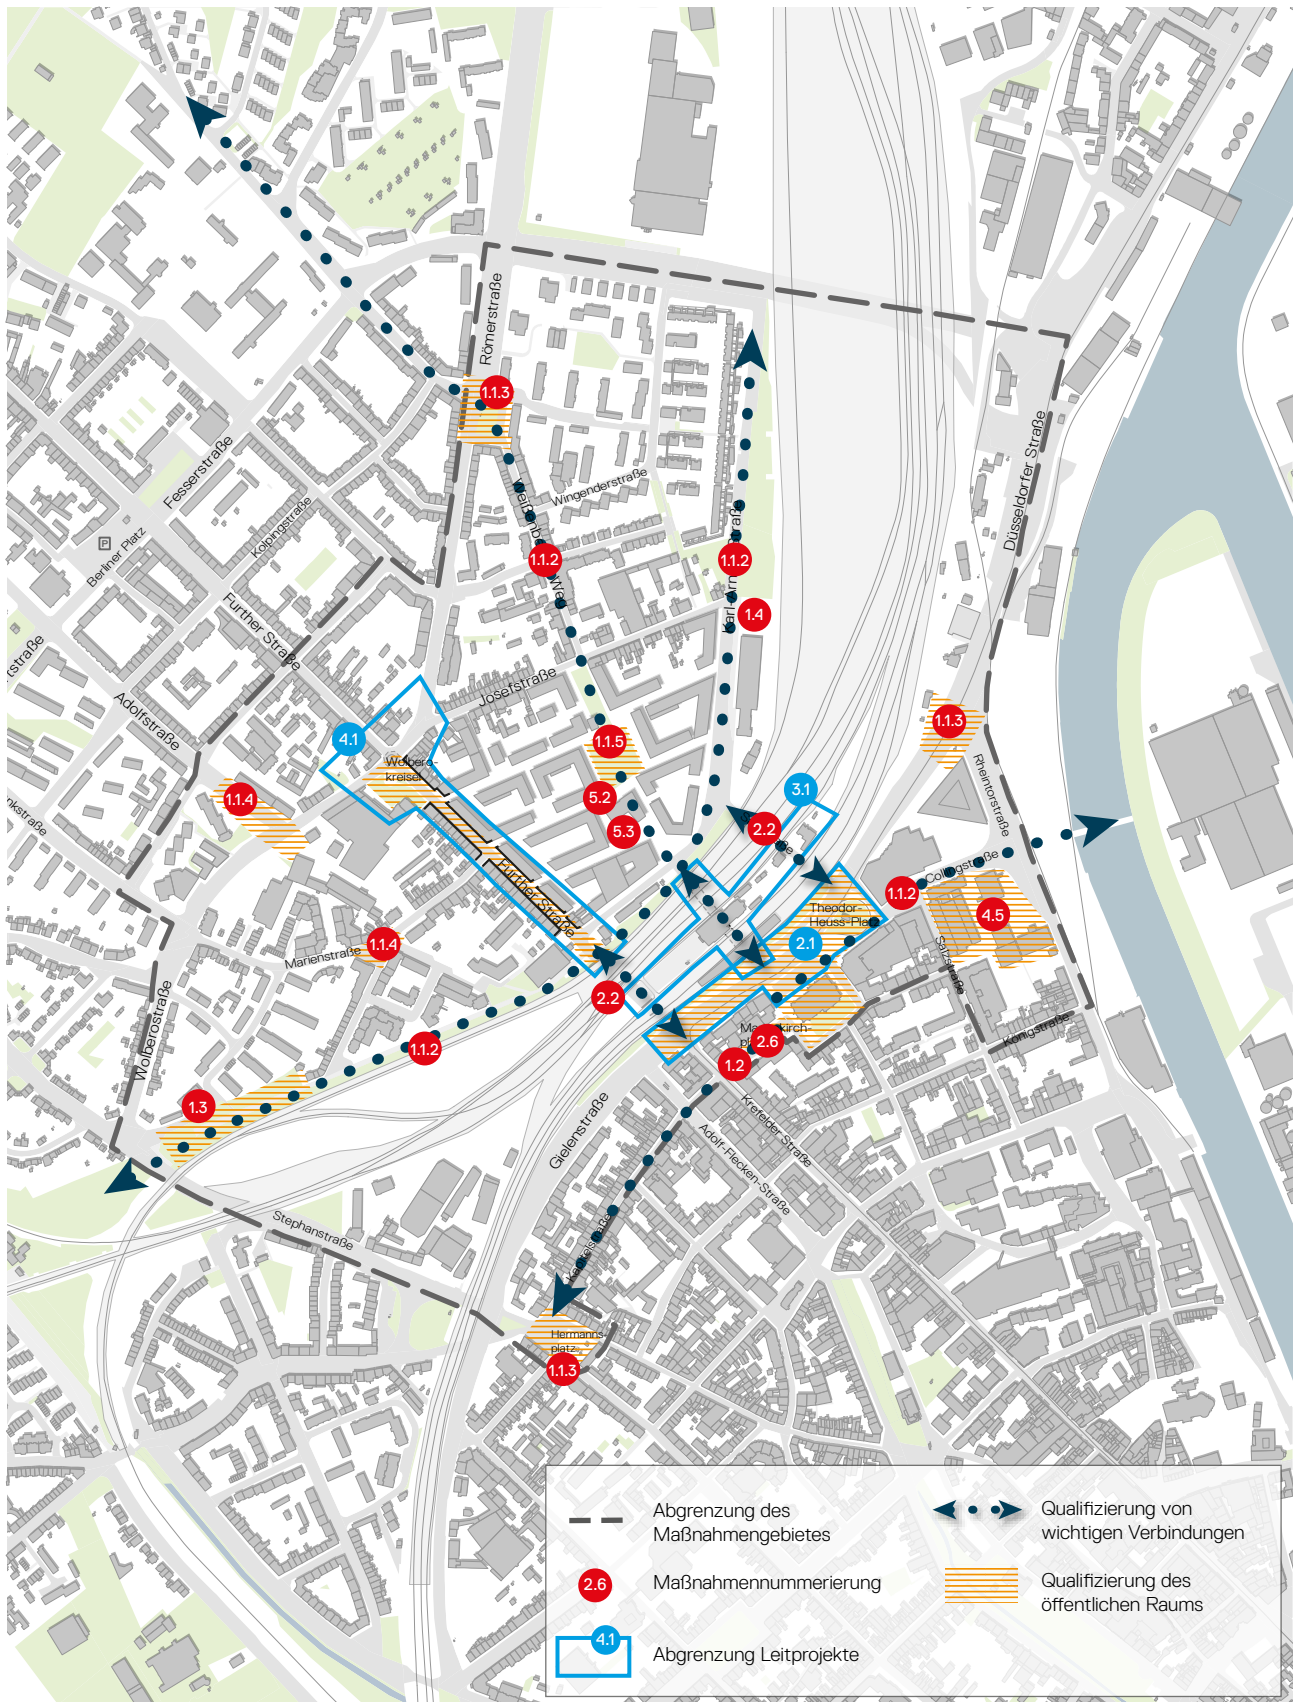 Römerstraße
1.1.3
Düsseldorfer Straße
Fesserstraße
Wingenderstraße
Kolpingstraße
P
Berliner Platz
1.1.2
1.1.2
1.4
Further Straße
Josefstraße
Adolfstraße
4.1
1.1.5
1.1.3
Wolbero-
kreisel
Rheintorstraße
1.1.4
5.2
3.1
5.3
2.2
Further Straße
Collingstraße
1.1.2
Theodor-
Heuss-Platz
4.5
2.1
1.1.4
Marienstraße
Salzstraße
Wolberostraße
2.2
Königstraße
1.1.2
2.6
1.2
1.3
Gielenstraße
Krefelder Straße
Adolf-Flecken-Straße
Stephanstraße
Kapitelstraße
Hermanns-
platz
1.1.3
Abgrenzung des
Maßnahmengebietes
2.6
Maßnahmennummerierung
4.1
Abgrenzung Leitprojekte
Qualifizierung von
wichtigen Verbindungen
Qualifizierung des
öffentlichen Raums